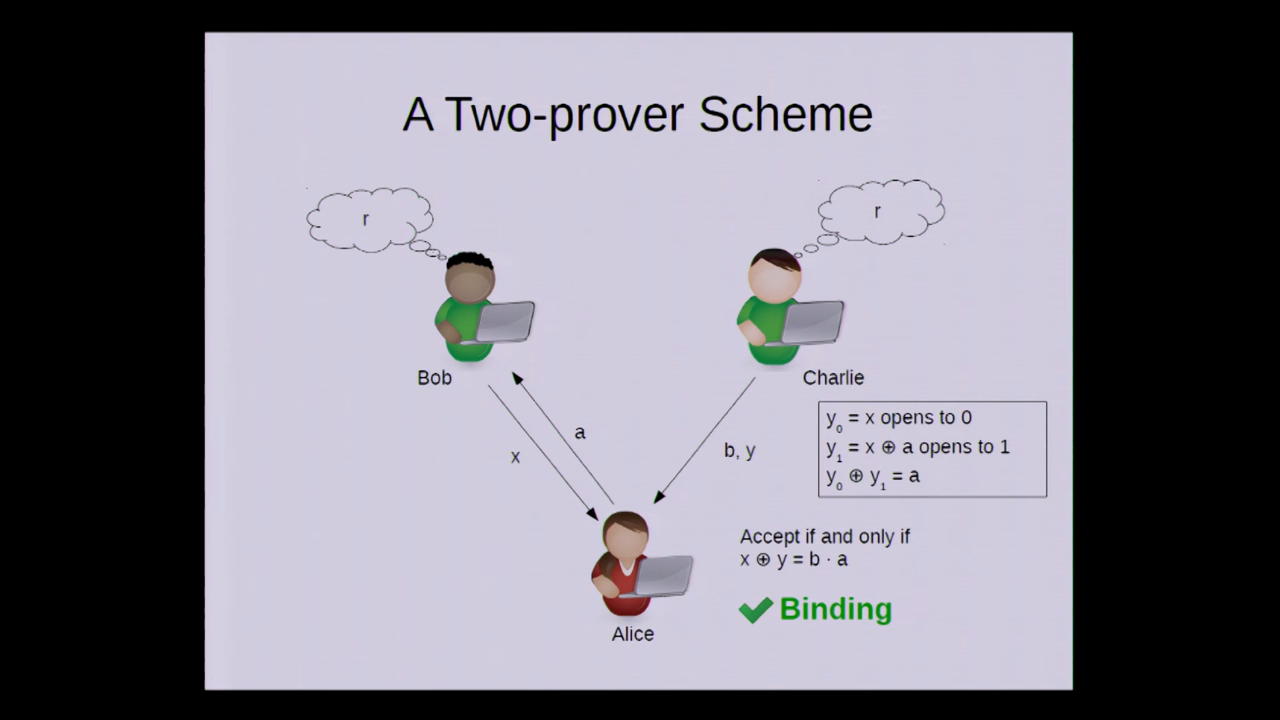 A Two-prover Scheme
r
r
Bob
Charlie
a
x
b, y
y0 = x opens to 0
y1 = x ⊕ a opens to 1
y0 ⊕ y1 = a
Accept if and only if
x ⊕ y = b · a
Binding
Alice